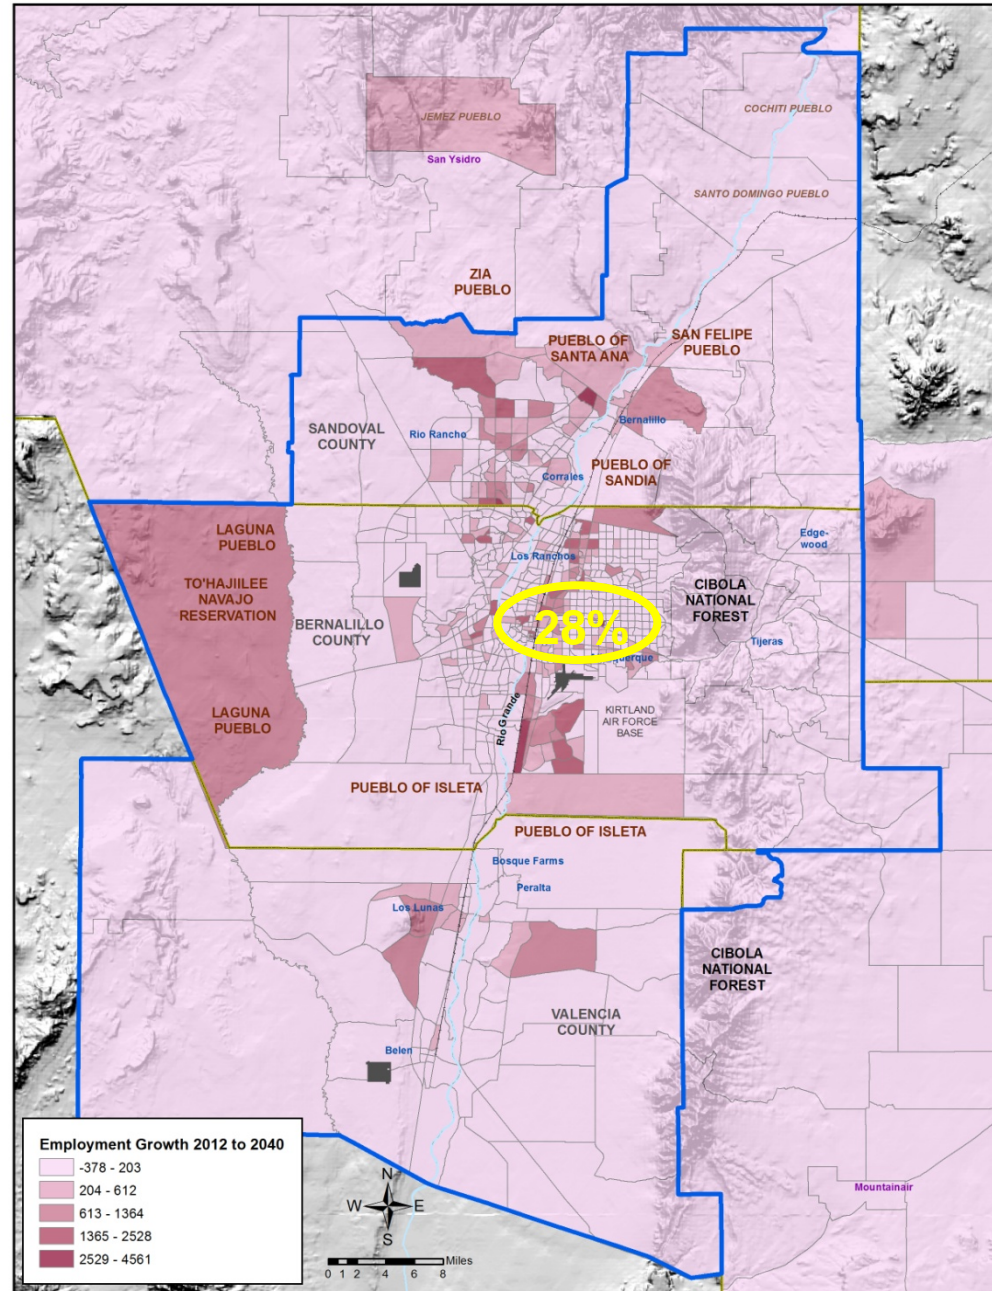 COCHITI PUEBLO
JEMEZ PUEBLO
San Ysidro
SANTO DOMINGO PUEBLO
ZIA
PUEBLO
PUEBLO OF
SANTA ANA
SAN FELIPE
PUEBLO
SANDOVAL
COUNTY
Rio Rancho
Bernalillo
PUEBLO OF
SANDIA
Corrales
LAGUNA
PUEBLO
Edge-
wood
Los Ranchos
TO'HAJIILEE
NAVAJO
RESERVATION
CIBOLA
NATIONAL
FOREST
BERNALILLO
COUNTY
28%
Tijeras
LAGUNA
PUEBLO
Rio Grande
KIRTLAND
AIR FORCE
BASE
PUEBLO OF ISLETA
PUEBLO OF ISLETA
Bosque Farms
Peralta
Los Lunas
CIBOLA
NATIONAL
FOREST
VALENCIA
COUNTY
Belen
Mountainair
Employment Growth 2012 to 2040
-378 - 203
204 - 612
613 - 1364
1365 - 2528
2529 - 4561
N
W E
S
Miles
0 1 2 4 6 8